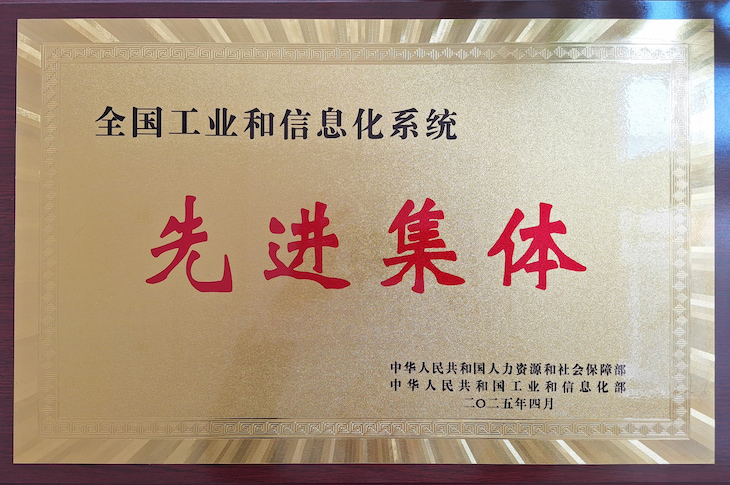 全国工业和信息化系统
先进集体
中华人民共和国人力资源和社会保障部
中华人民共和国工业和信息化部
二〇二五年四月